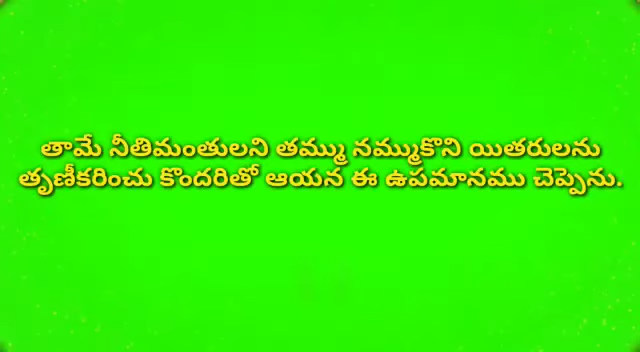 తామే నీతిమంతులని తమ్ము నమ్ముకొని యితరులను
తృణీకరించు కొందరితో ఆయన ఈ ఉపమానము చెప్పెను.